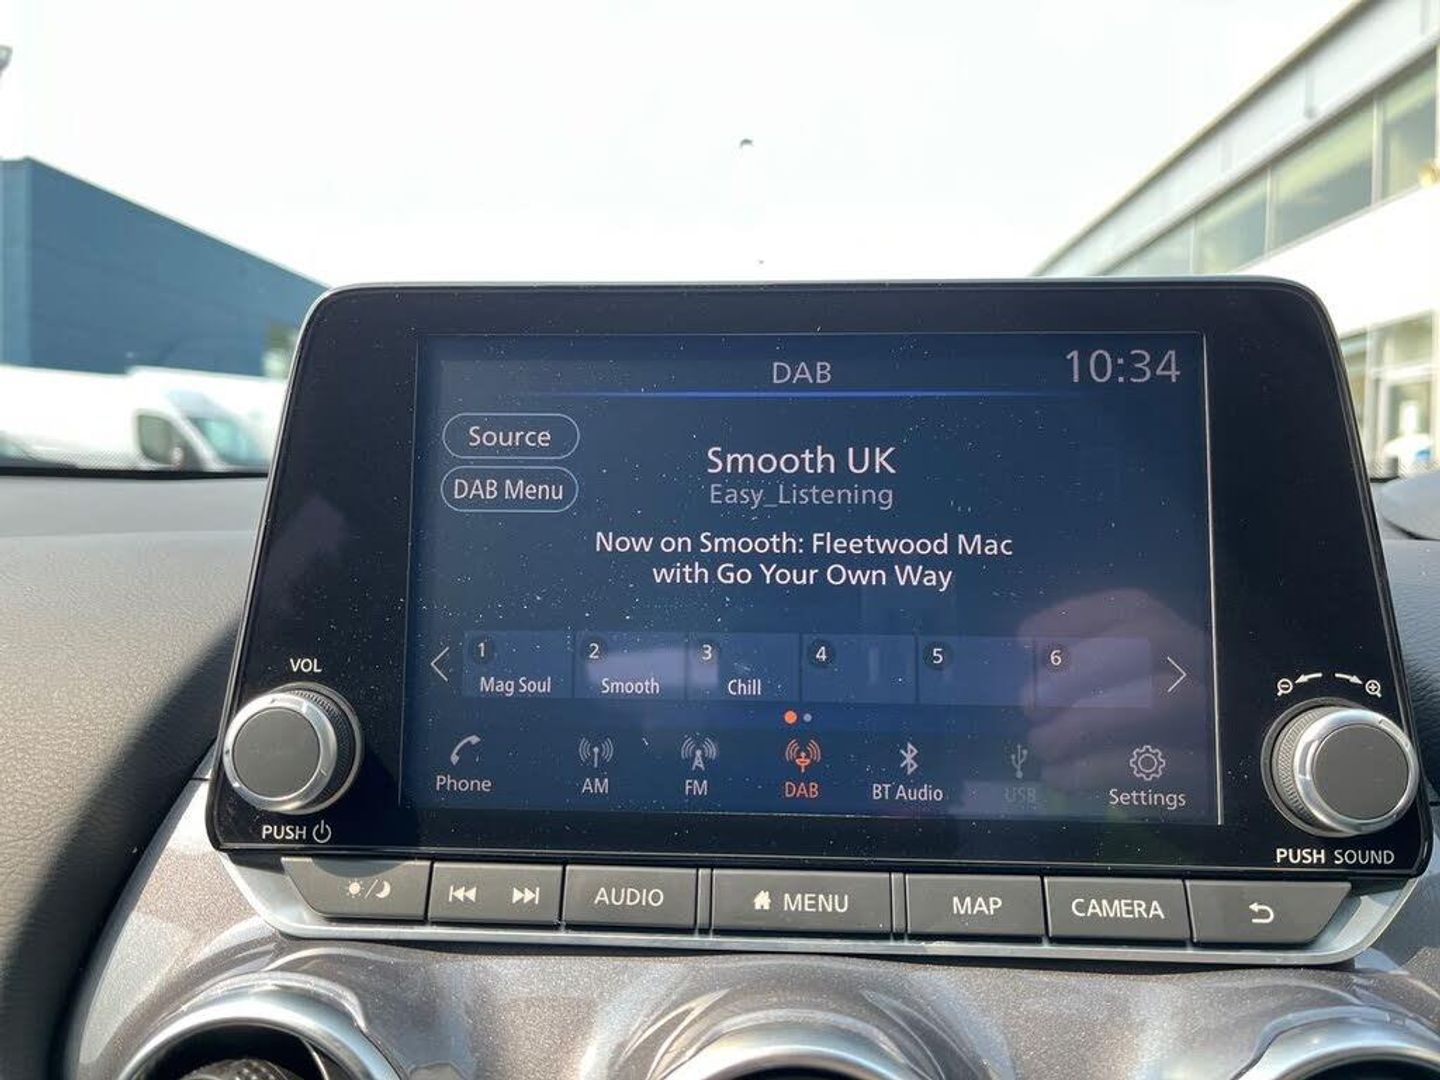 DAB 10:34
Source
DAB Menu
Smooth UK
Easy_Listening
Now on Smooth: Fleetwood Mac
with Go Your Own Way
1 2 3 4 5 6
Mag Soul Smooth Chill
Phone AM FM DAB BT Audio USB Settings
VOL
PUSH
PUSH SOUND
AUDIO MENU MAP CAMERA